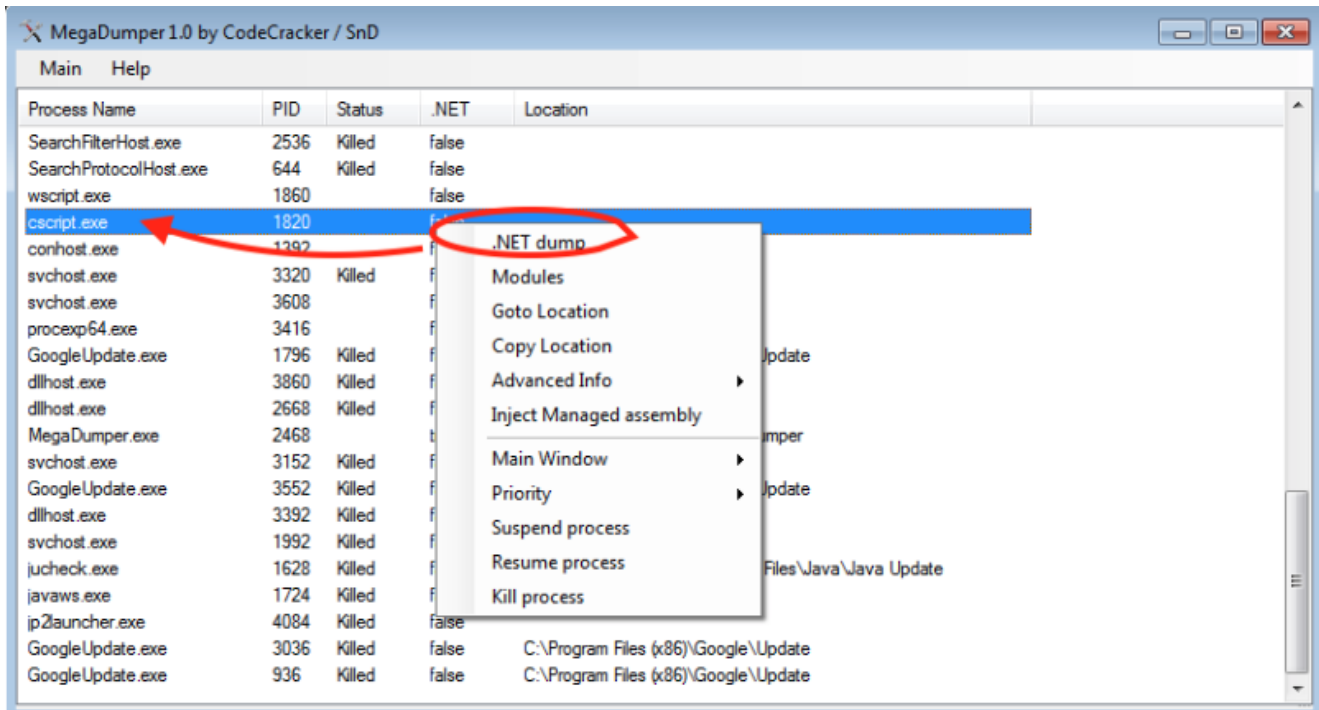 MegaDumper 1.0 by CodeCracker / SnD
Main Help
Process Name PID Status .NET Location
SearchFilterHost.exe 2536 Killed false
SearchProtocolHost.exe 644 Killed false
wscript.exe 1860 false
cscript.exe 1820
conhost.exe 1392 f
svchost.exe 3320 Killed f
svchost.exe 3608 f
procexp64.exe 3416 f
GoogleUpdate.exe 1796 Killed f Update
dllhost.exe 3860 Killed f
dllhost.exe 2668 Killed f
MegaDumper.exe 2468 t umper
svchost.exe 3152 Killed f
GoogleUpdate.exe 3552 Killed f Update
dllhost.exe 3392 Killed f
svchost.exe 1992 Killed f
jucheck.exe 1628 Killed f Files\Java\Java Update
javaws.exe 1724 Killed f
jp2launcher.exe 4084 Killed false
GoogleUpdate.exe 3036 Killed false C:\Program Files (x86)\Google\Update
GoogleUpdate.exe 936 Killed false C:\Program Files (x86)\Google\Update
.NET dump
Modules
Goto Location
Copy Location
Advanced Info
Inject Managed assembly
Main Window
Priority
Suspend process
Resume process
Kill process